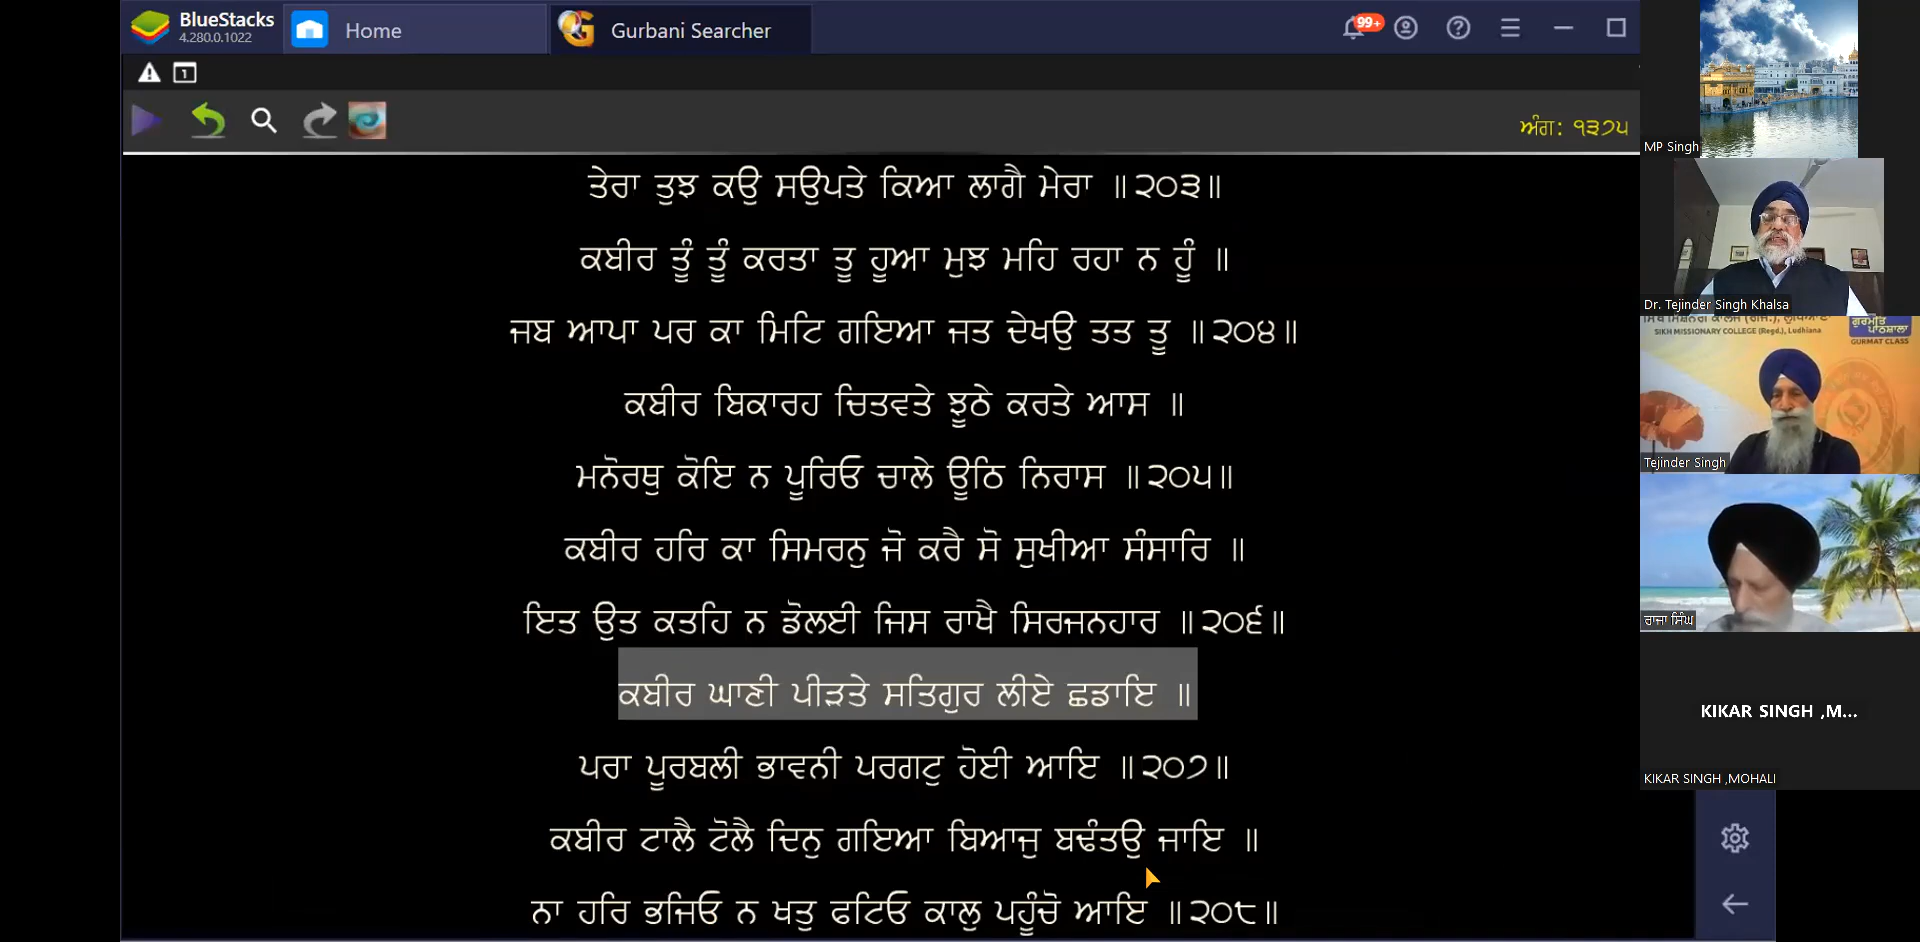 BlueStacks
4.280.0.1022
Home
Gurbani Searcher
99+
1
ਅੰਗ: ੧੩੭੫
ਤੇਰਾ ਤੁਝ ਕਉ ਸਉਪਤੇ ਕਿਆ ਲਾਗੈ ਮੇਰਾ ॥੨੦੩॥
ਕਬੀਰ ਤੂੰ ਤੂੰ ਕਰਤਾ ਤੂ ਹੂਆ ਮੁਝ ਮਹਿ ਰਹਾ ਨ ਹੂੰ ॥
ਜਬ ਆਪਾ ਪਰ ਕਾ ਮਿਟਿ ਗਇਆ ਜਤ ਦੇਖਉ ਤਤ ਤੂ ॥੨੦੪॥
ਕਬੀਰ ਬਿਕਾਰਹ ਚਿਤਵਤੇ ਝੂਠੇ ਕਰਤੇ ਆਸ ॥
ਮਨੋਰਥੁ ਕੋਇ ਨ ਪੂਰਿਓ ਚਾਲੇ ਊਠਿ ਨਿਰਾਸ ॥੨੦੫॥
ਕਬੀਰ ਹਰਿ ਕਾ ਸਿਮਰਨੁ ਜੋ ਕਰੈ ਸੋ ਸੁਖੀਆ ਸੰਸਾਰਿ ॥
ਇਤ ਉਤ ਕਤਹਿ ਨ ਡੋਲਈ ਜਿਸ ਰਾਖੈ ਸਿਰਜਨਹਾਰ ॥੨੦੬॥
ਕਬੀਰ ਘਾਣੀ ਪੀੜਤੇ ਸਤਿਗੁਰ ਲੀਏ ਛਡਾਇ ॥
ਪਰਾ ਪੂਰਬਲੀ ਭਾਵਨੀ ਪਰਗਟੁ ਹੋਈ ਆਇ ॥੨੦੭॥
ਕਬੀਰ ਟਾਲੈ ਟੋਲੈ ਦਿਨੁ ਗਇਆ ਬਿਆਜੁ ਬਢੰਤਉ ਜਾਇ ॥
ਨਾ ਹਰਿ ਭਜਿਓ ਨ ਖਤੁ ਫਟਿਓ ਕਾਲੁ ਪਹੂੰਚੋ ਆਇ ॥੨੦੮॥
MP Singh
Dr. Tejinder Singh Khalsa
SIKH MISSIONARY COLLEGE (Regd.), Ludhiana
ਗੁਰਮਤਿ
ਪਾਠਸ਼ਾਲਾ
GURMAT CLASS
Tejinder Singh
ਰਾਜਾ ਸਿੰਘ
KIKAR SINGH ,M...
KIKAR SINGH ,MOHALI